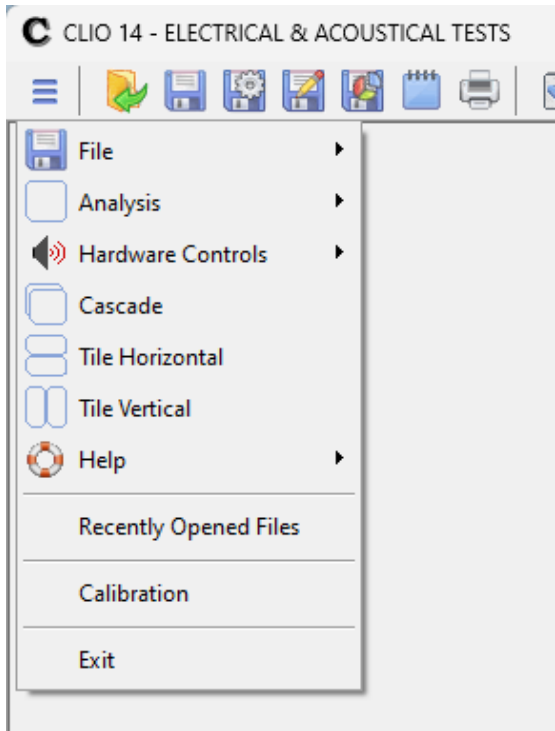 C CLIO 14 - ELECTRICAL & ACOUSTICAL TESTS
File
Analysis
Hardware Controls
Cascade
Tile Horizontal
Tile Vertical
Help
Recently Opened Files
Calibration
Exit